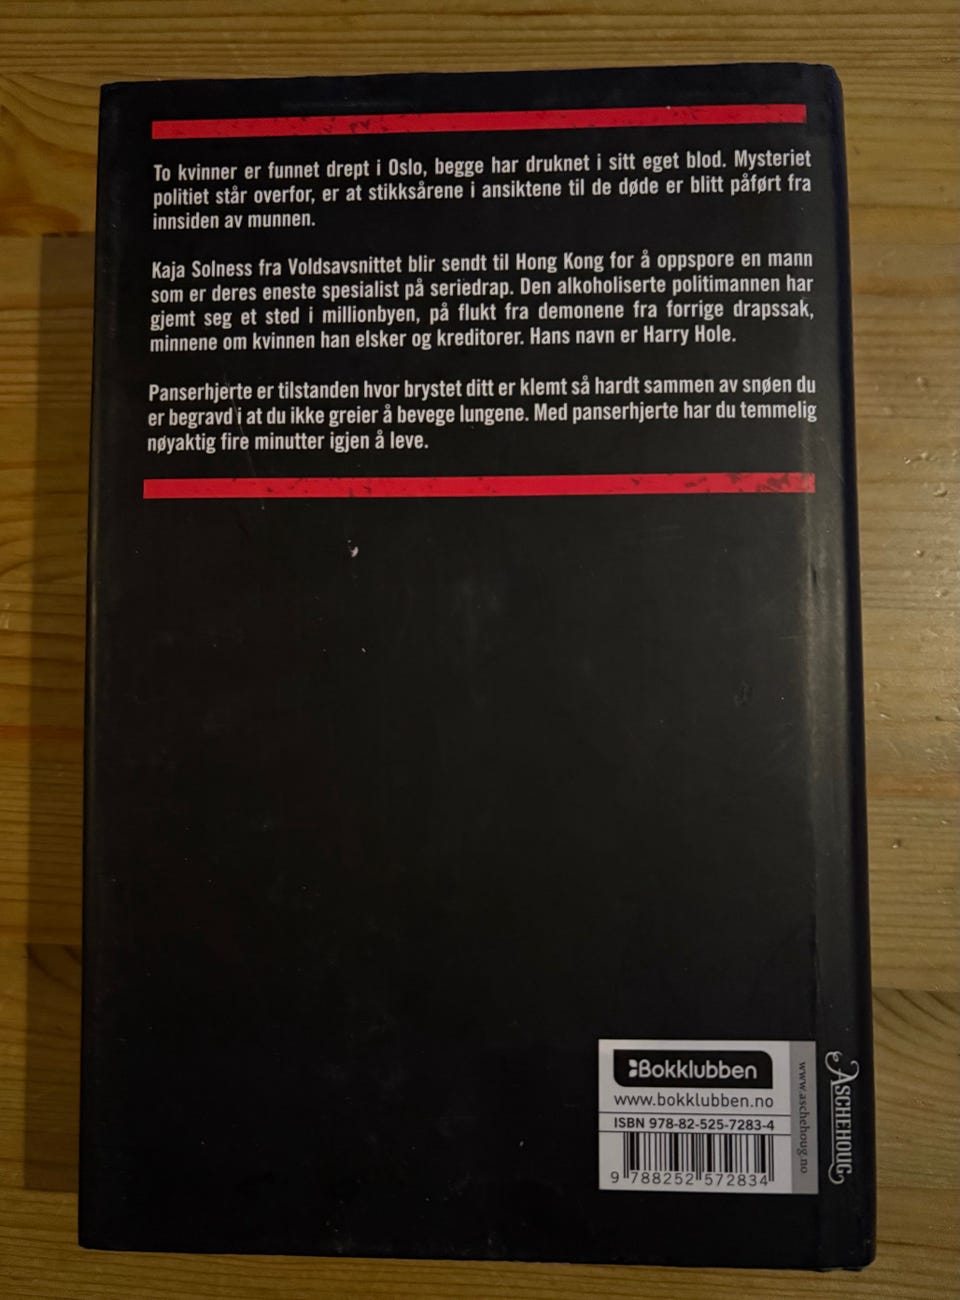 To kvinner er funnet drept i Oslo, begge har druknet i sitt eget blod. Mysteriet
politiet står overfor, er at stikksårene i ansiktene til de døde er blitt påført fra
innsiden av munnen.
Kaja Solness fra Voldsavsnittet blir sendt til Hong Kong for å oppspore en mann
som er deres eneste spesialist på seriedrap. Den alkoholiserte politimannen har
gjemt seg et sted i millionbyen, på flukt fra demonene fra forrige drapssak,
minnene om kvinnen han elsker og kreditorer. Hans navn er Harry Hole.
Panserhjerte er tilstanden hvor brystet ditt er klemt så hardt sammen av snøen du
er begravd i at du ikke greier å bevege lungene. Med panserhjerte har du temmelig
nøyaktig fire minutter igjen å leve.
Bokklubben
www.bokklubben.no
ISBN 978-82-525-7283-4
9 788252 572834
www.aschehoug.no
ASCHEHOUG